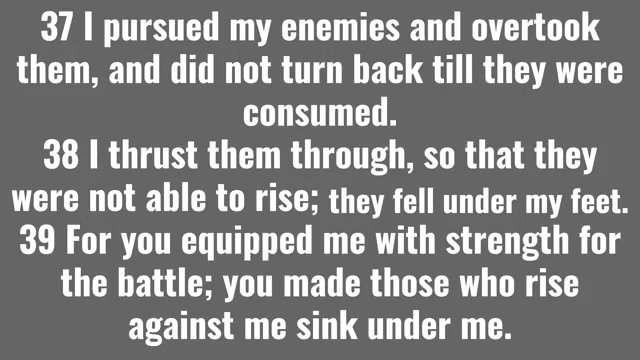 37 I pursued my enemies and overtook
them, and did not turn back till they were
consumed.
38 I thrust them through, so that they
were not able to rise; they fell under my feet.
39 For you equipped me with strength for
the battle; you made those who rise
against me sink under me.